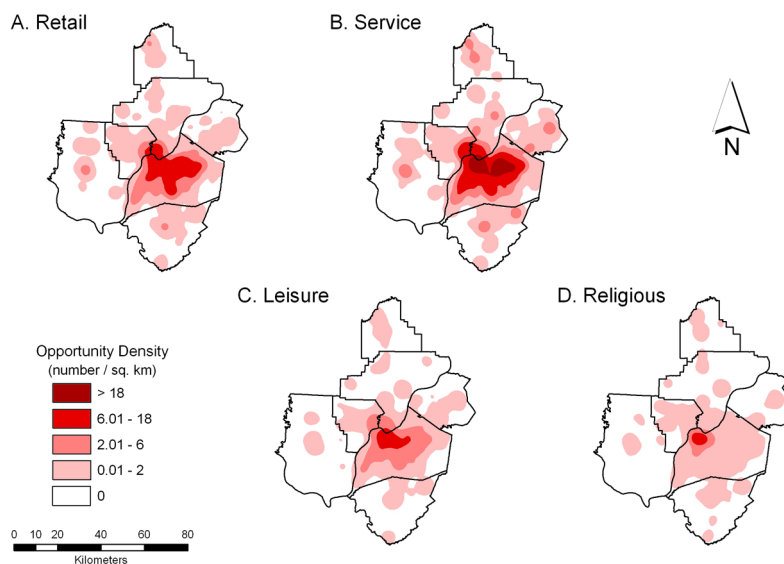 A. Retail
B. Service
N
C. Leisure
D. Religious
Opportunity Density
(number / sq. km)
> 18
6.01 - 18
2.01 - 6
0.01 - 2
0
0 10 20 40 60 80
Kilometers